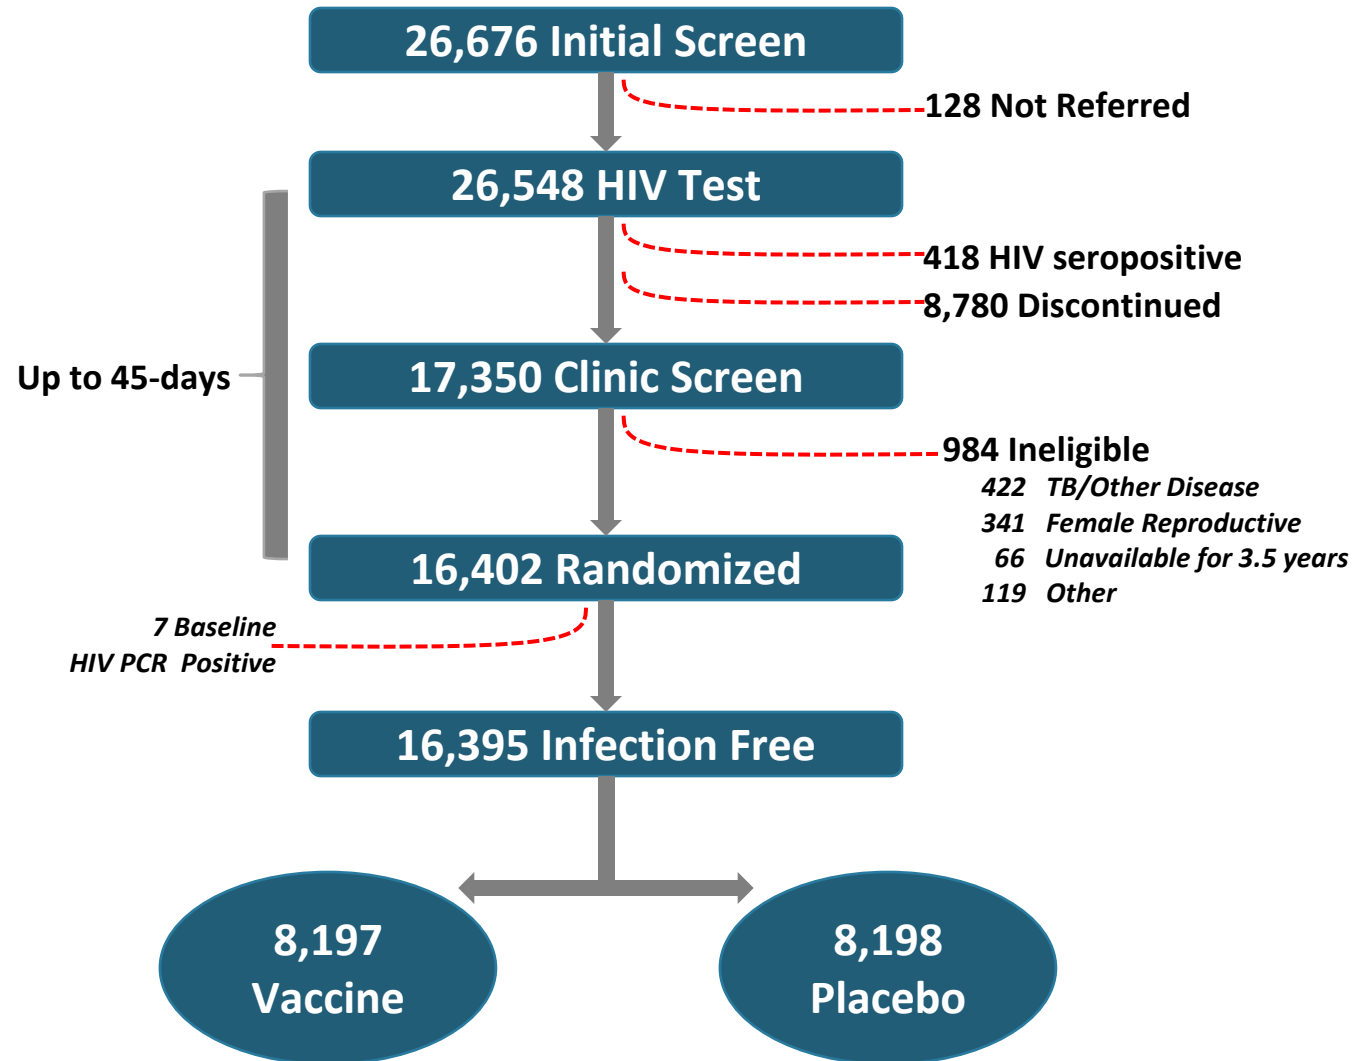 26,676 Initial Screen
128 Not Referred
26,548 HIV Test
418 HIV seropositive
8,780 Discontinued
Up to 45-days
17,350 Clinic Screen
984 Ineligible
422 TB/Other Disease
341 Female Reproductive
66 Unavailable for 3.5 years
119 Other
16,402 Randomized
7 Baseline
HIV PCR Positive
16,395 Infection Free
8,197
Vaccine
8,198
Placebo